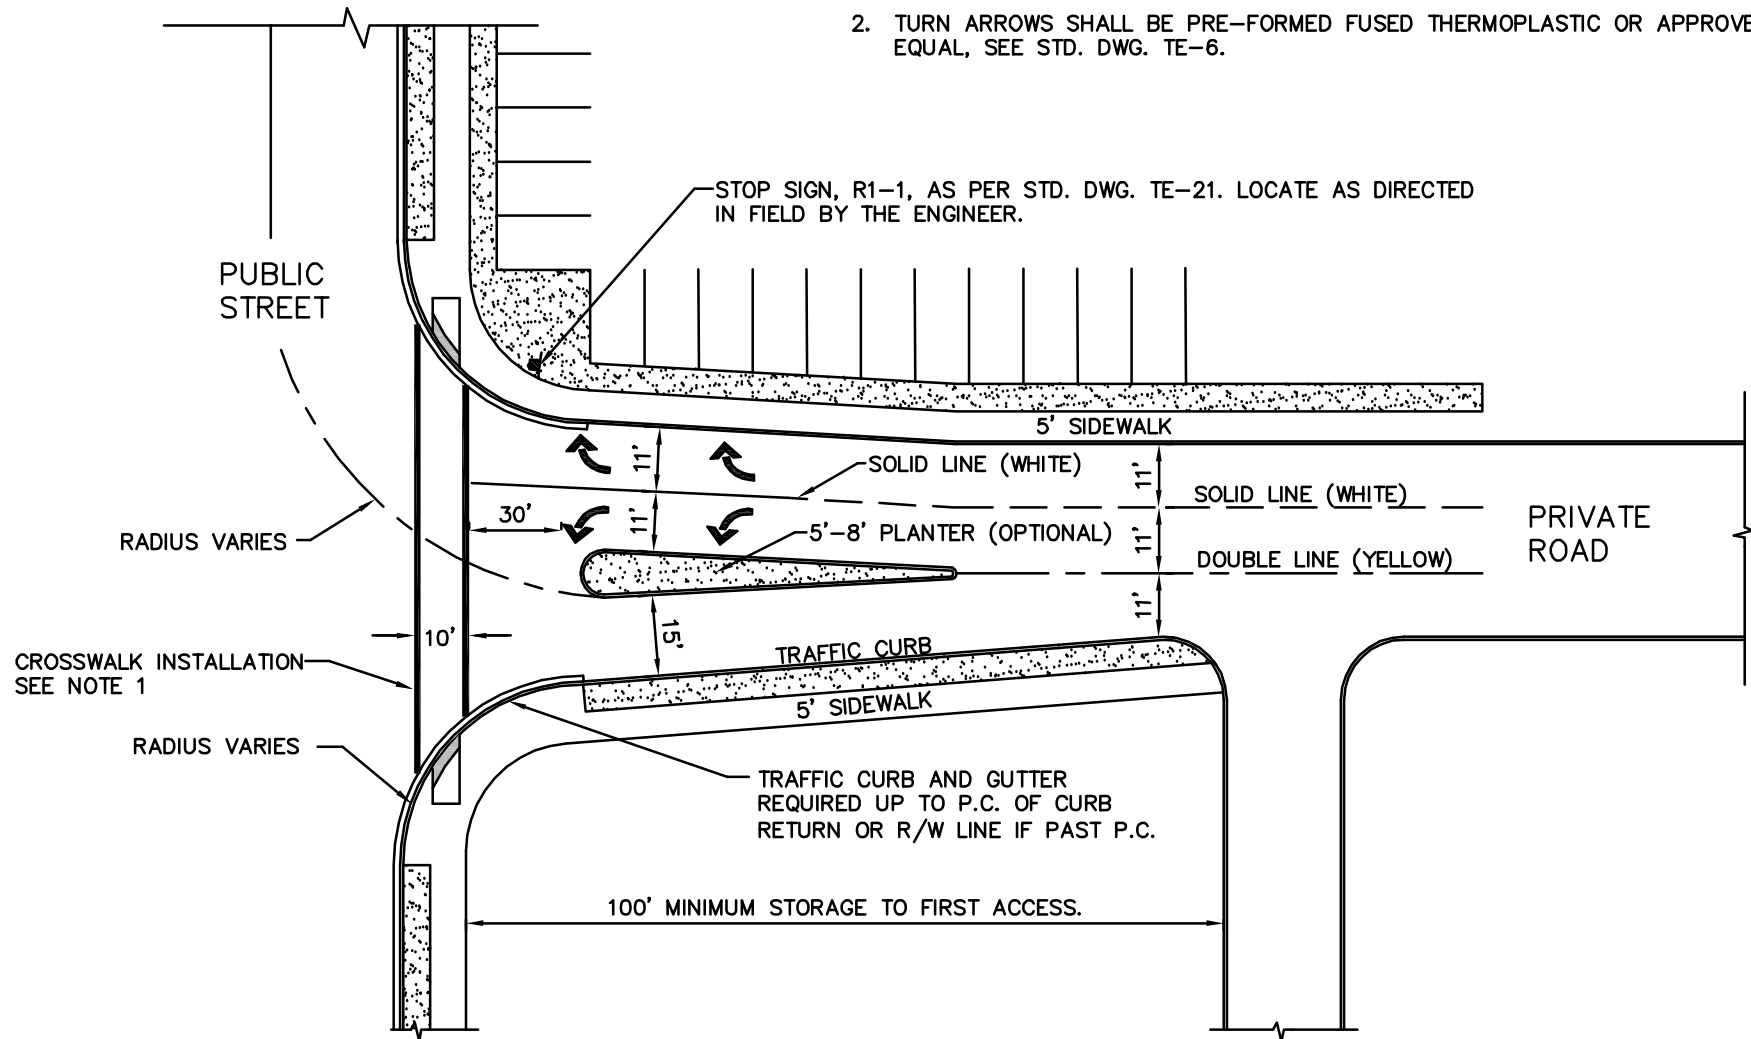 2. TURN ARROWS SHALL BE PRE-FORMED FUSED THERMOPLASTIC OR APPROVE
EQUAL, SEE STD. DWG. TE-6.
STOP SIGN, R1-1, AS PER STD. DWG. TE-21. LOCATE AS DIRECTED
IN FIELD BY THE ENGINEER.
PUBLIC
STREET
5' SIDEWALK
11'
SOLID LINE (WHITE)
11'
SOLID LINE (WHITE)
30'
11'
5'-8' PLANTER (OPTIONAL)
11'
PRIVATE
ROAD
RADIUS VARIES
DOUBLE LINE (YELLOW)
11'
10'
15'
TRAFFIC CURB
CROSSWALK INSTALLATION
SEE NOTE 1
5' SIDEWALK
RADIUS VARIES
TRAFFIC CURB AND GUTTER
REQUIRED UP TO P.C. OF CURB
RETURN OR R/W LINE IF PAST P.C.
100' MINIMUM STORAGE TO FIRST ACCESS.